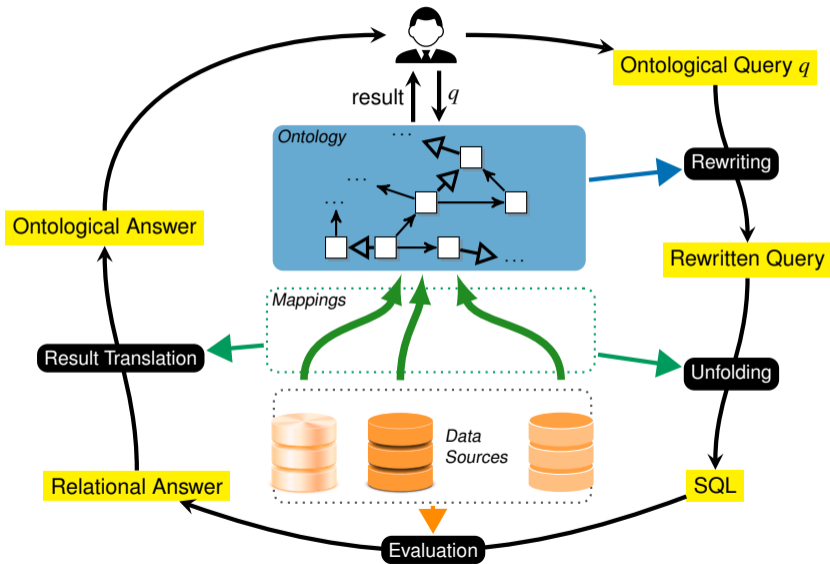 Ontological Query q
result
q
Ontology
...
Rewriting
...
...
Ontological Answer
Rewritten Query
...
Mappings
Result Translation
Unfolding
Data
Sources
Relational Answer
SQL
Evaluation